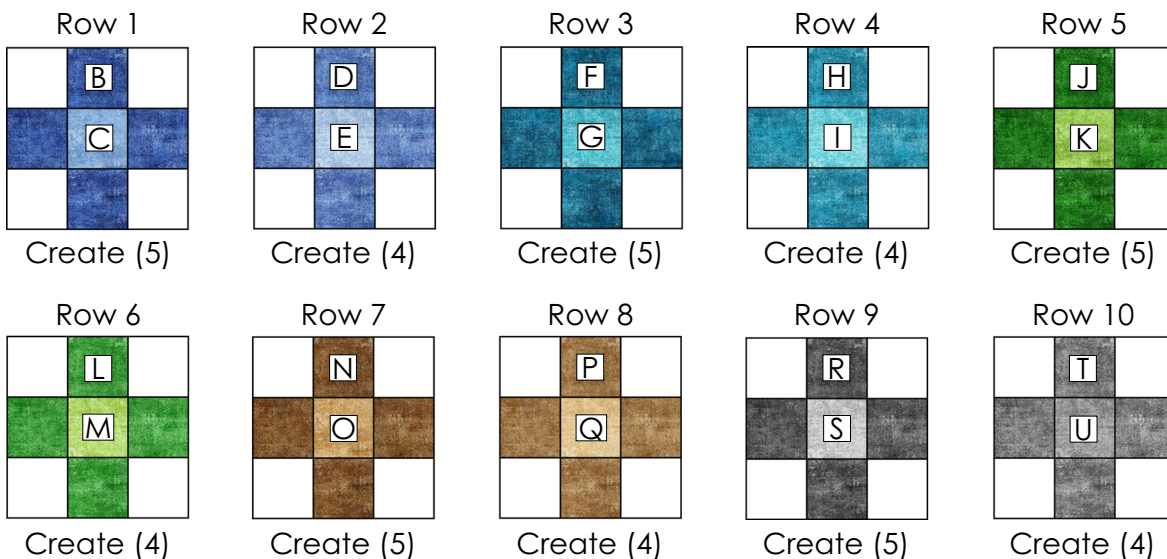 Row 1 Row 2 Row 3 Row 4 Row 5
B D F H J
C E G I K
Create (5) Create (4) Create (5) Create (4) Create (5)
Row 6 Row 7 Row 8 Row 9 Row 10
L N P R T
M O Q S U
Create (4) Create (5) Create (4) Create (5) Create (4)